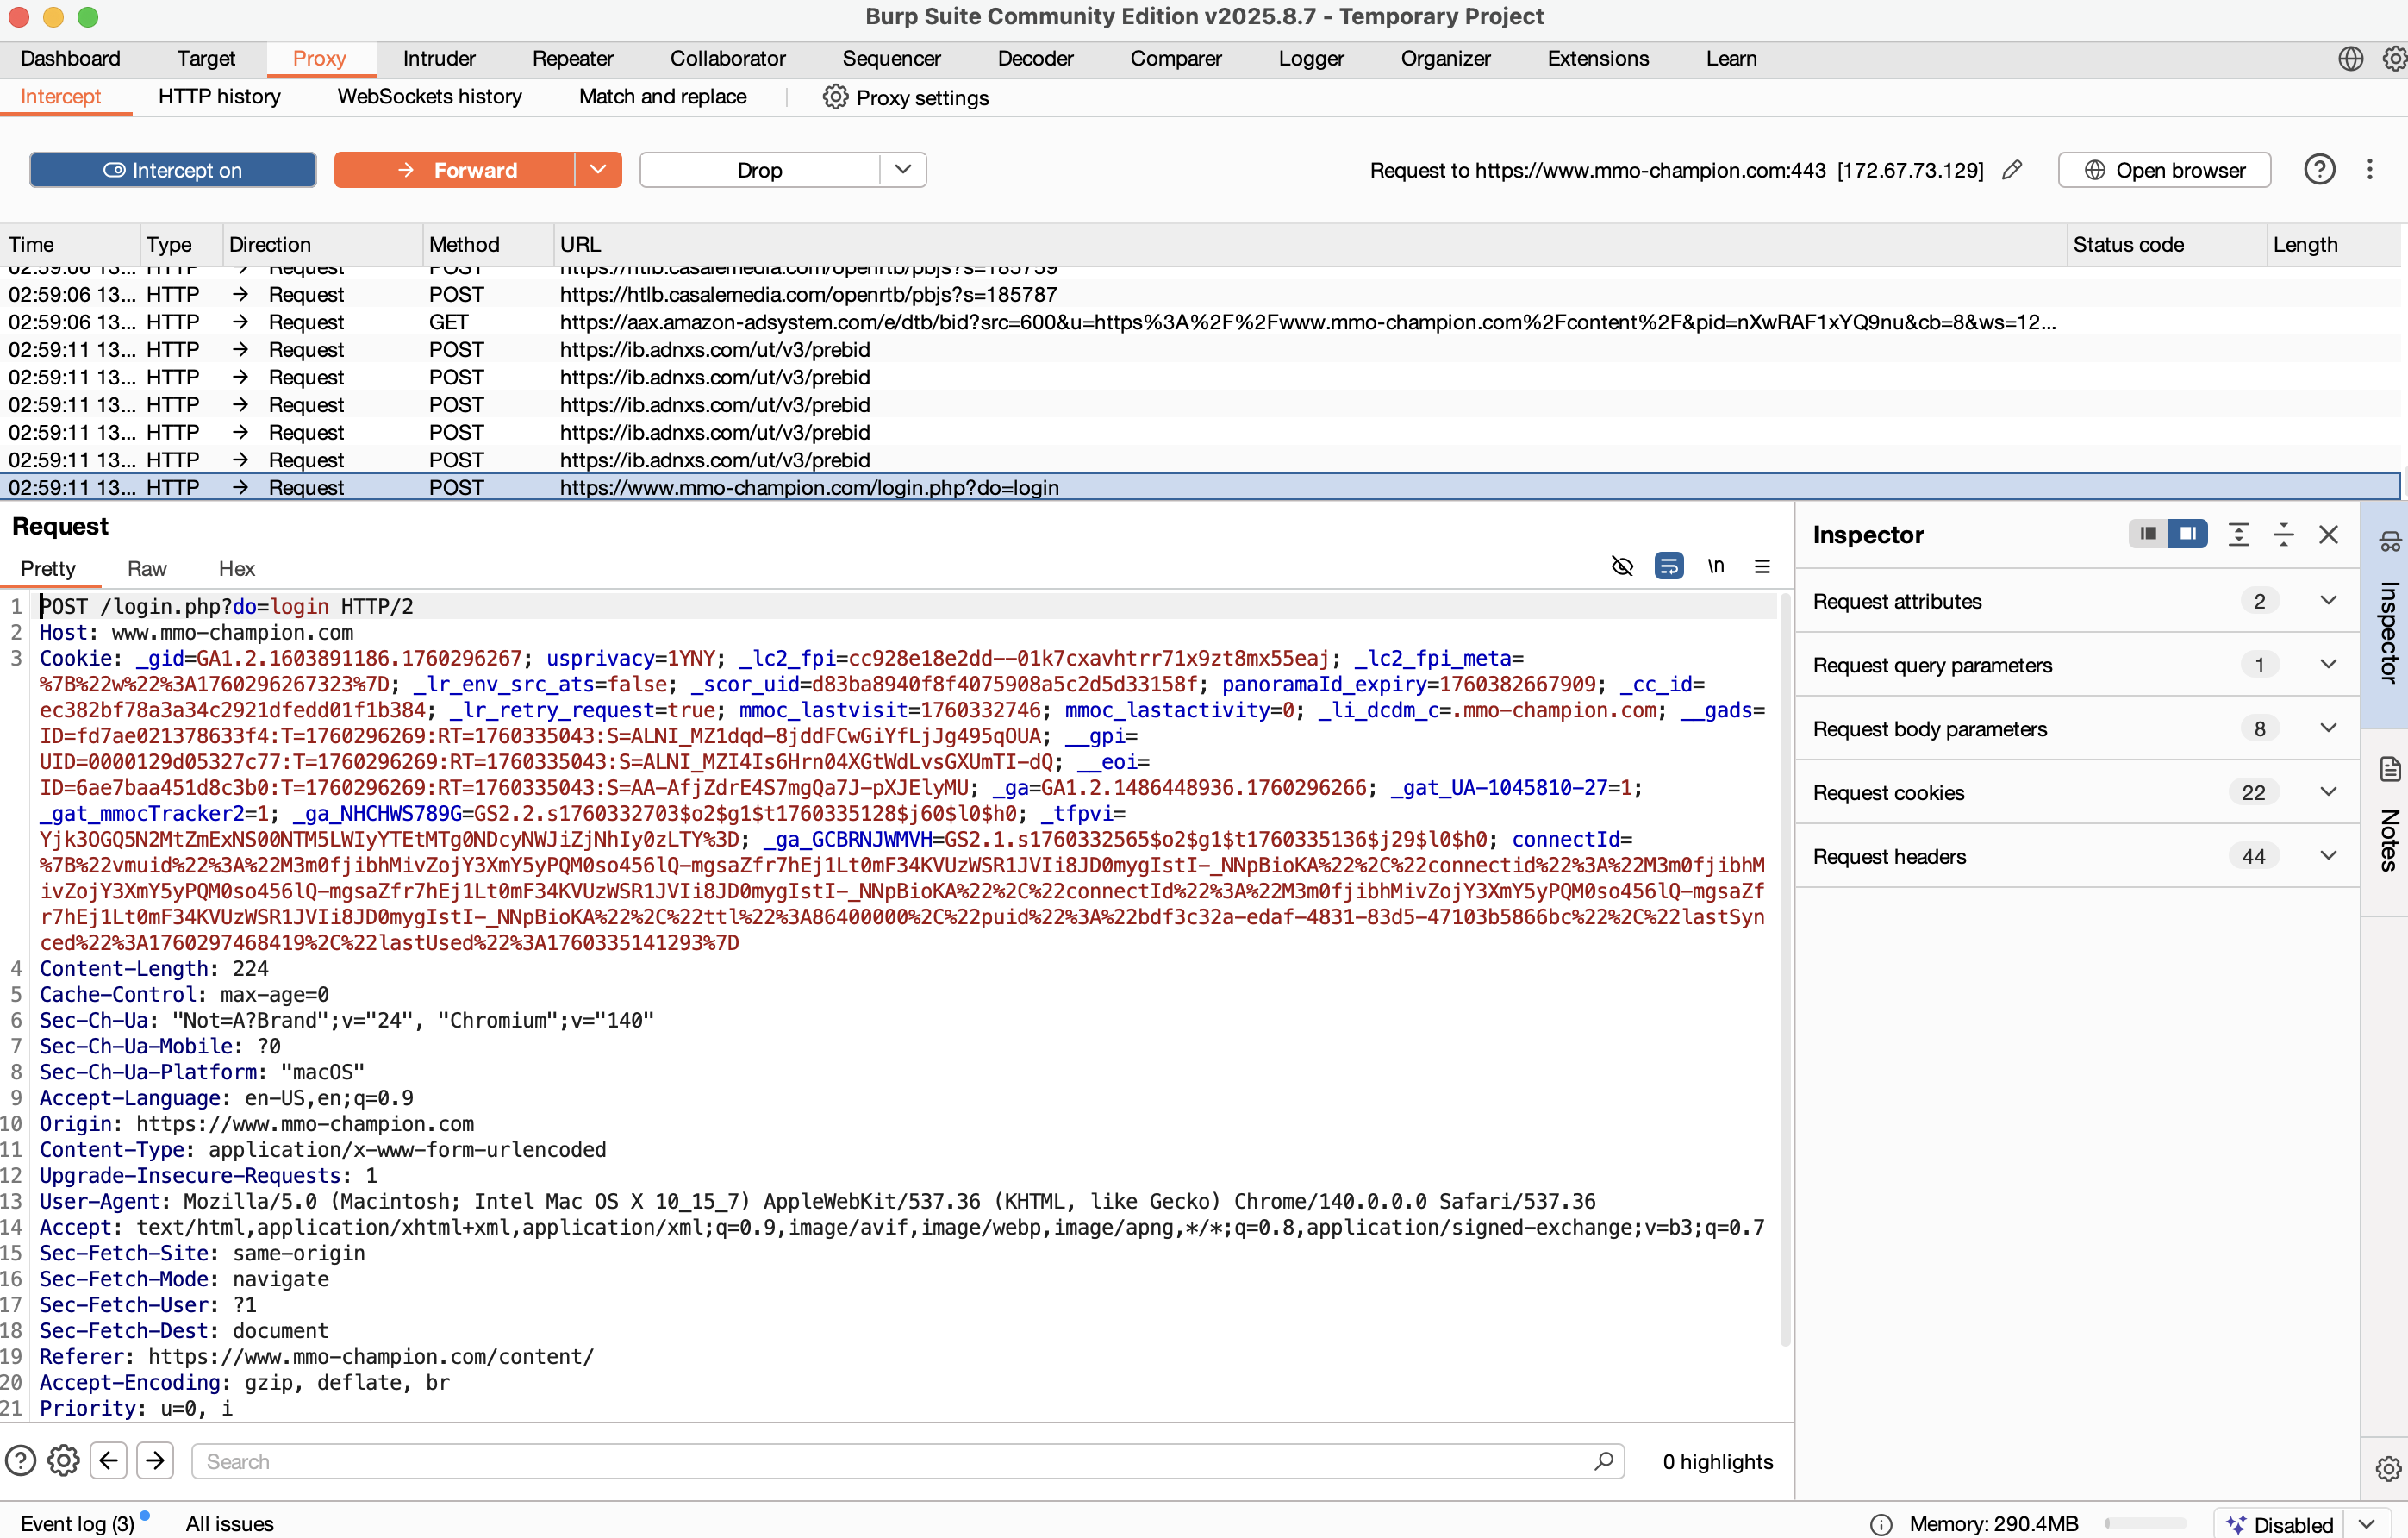 Burp Suite Community Edition v2025.8.7 - Temporary Project
Dashboard Target Proxy Intruder Repeater Collaborator Sequencer Decoder Comparer Logger Organizer Extensions Learn
Intercept HTTP history WebSockets history Match and replace Proxy settings
Intercept on Forward Drop Request to https://www.mmo-champion.com:443 [172.67.73.129] Open browser
Time Type Direction Method URL Status code Length
02:59:06 13... HTTP Request POST https://htlb.casalemedia.com/openrtb/pbjs?s=185759
02:59:06 13... HTTP → Request POST https://htlb.casalemedia.com/openrtb/pbjs?s=185787
02:59:06 13... HTTP → Request GET https://aax.amazon-adsystem.com/e/dtb/bid?src=600&u=https%3A%2F%2Fwww.mmo-champion.com%2Fcontent%2F&pid=nXwRAF1xYQ9nu&cb=8&ws=12...
02:59:11 13... HTTP → Request POST https://ib.adnxs.com/ut/v3/prebid
02:59:11 13... HTTP → Request POST https://ib.adnxs.com/ut/v3/prebid
02:59:11 13... HTTP → Request POST https://ib.adnxs.com/ut/v3/prebid
02:59:11 13... HTTP → Request POST https://ib.adnxs.com/ut/v3/prebid
02:59:11 13... HTTP → Request POST https://ib.adnxs.com/ut/v3/prebid
02:59:11 13... HTTP → Request POST https://www.mmo-champion.com/login.php?do=login
Request
Pretty Raw Hex \n
1 POST /login.php?do=login HTTP/2
2 Host: www.mmo-champion.com
3 Cookie: _gid=GA1.2.1603891186.1760296267; usprivacy=1YNY; _lc2_fpi=cc928e18e2dd--01k7cxavhtrr71x9zt8mx55eaj; _lc2_fpi_meta=
%7B%22w%22%3A1760296267323%7D; _lr_env_src_ats=false; _scor_uid=d83ba8940f8f4075908a5c2d5d33158f; panoramaId_expiry=1760382667909; _cc_id=
ec382bf78a3a34c2921dfedd01f1b384; _lr_retry_request=true; mmoc_lastvisit=1760332746; mmoc_lastactivity=0; _li_dcdm_c=.mmo-champion.com; __gads=
ID=fd7ae021378633f4:T=1760296269:RT=1760335043:S=ALNI_MZ1dqd-8jddFCwGiYfLjJg495qOUA; __gpi=
UID=0000129d05327c77:T=1760296269:RT=1760335043:S=ALNI_MZI4Is6Hrn04XGtWdLvsGXUmTI-dQ; __eoi=
ID=6ae7baa451d8c3b0:T=1760296269:RT=1760335043:S=AA-AfjZdrE4S7mgQa7J-pXJElyMU; _ga=GA1.2.1486448936.1760296266; _gat_UA-1045810-27=1;
_gat_mmocTracker2=1; _ga_NHCHWS789G=GS2.2.s1760332703$o2$g1$t1760335128$j60$l0$h0; _tfpvi=
Yjk3OGQ5N2MtZmExNS00NTM5LWIyYTEtMTg0NDcyNWJiZjNhIy0zLTY%3D; _ga_GCBRNJWMVH=GS2.1.s1760332565$o2$g1$t1760335136$j29$l0$h0; connectId=
%7B%22vmuid%22%3A%22M3m0fjibhMivZojY3XmY5yPQM0so456lQ-mgsaZfr7hEj1Lt0mF34KVUzWSR1JVIi8JD0mygIstI-_NNpBioKA%22%2C%22connectid%22%3A%22M3m0fjibhM
ivZojY3XmY5yPQM0so456lQ-mgsaZfr7hEj1Lt0mF34KVUzWSR1JVIi8JD0mygIstI-_NNpBioKA%22%2C%22connectId%22%3A%22M3m0fjibhMivZojY3XmY5yPQM0so456lQ-mgsaZf
r7hEj1Lt0mF34KVUzWSR1JVIi8JD0mygIstI-_NNpBioKA%22%2C%22ttl%22%3A86400000%2C%22puid%22%3A%22bdf3c32a-edaf-4831-83d5-47103b5866bc%22%2C%22lastSyn
ced%22%3A1760297468419%2C%22lastUsed%22%3A1760335141293%7D
4 Content-Length: 224
5 Cache-Control: max-age=0
6 Sec-Ch-Ua: "Not=A?Brand";v="24", "Chromium";v="140"
7 Sec-Ch-Ua-Mobile: ?0
8 Sec-Ch-Ua-Platform: "macOS"
9 Accept-Language: en-US,en;q=0.9
10 Origin: https://www.mmo-champion.com
11 Content-Type: application/x-www-form-urlencoded
12 Upgrade-Insecure-Requests: 1
13 User-Agent: Mozilla/5.0 (Macintosh; Intel Mac OS X 10_15_7) AppleWebKit/537.36 (KHTML, like Gecko) Chrome/140.0.0.0 Safari/537.36
14 Accept: text/html,application/xhtml+xml,application/xml;q=0.9,image/avif,image/webp,image/apng,*/*;q=0.8,application/signed-exchange;v=b3;q=0.7
15 Sec-Fetch-Site: same-origin
16 Sec-Fetch-Mode: navigate
17 Sec-Fetch-User: ?1
18 Sec-Fetch-Dest: document
19 Referer: https://www.mmo-champion.com/content/
20 Accept-Encoding: gzip, deflate, br
21 Priority: u=0, i
Search 0 highlights
Inspector
Request attributes 2
Request query parameters 1
Request body parameters 8
Request cookies 22
Request headers 44
Inspector
Notes
Event log (3) All issues Memory: 290.4MB Disabled